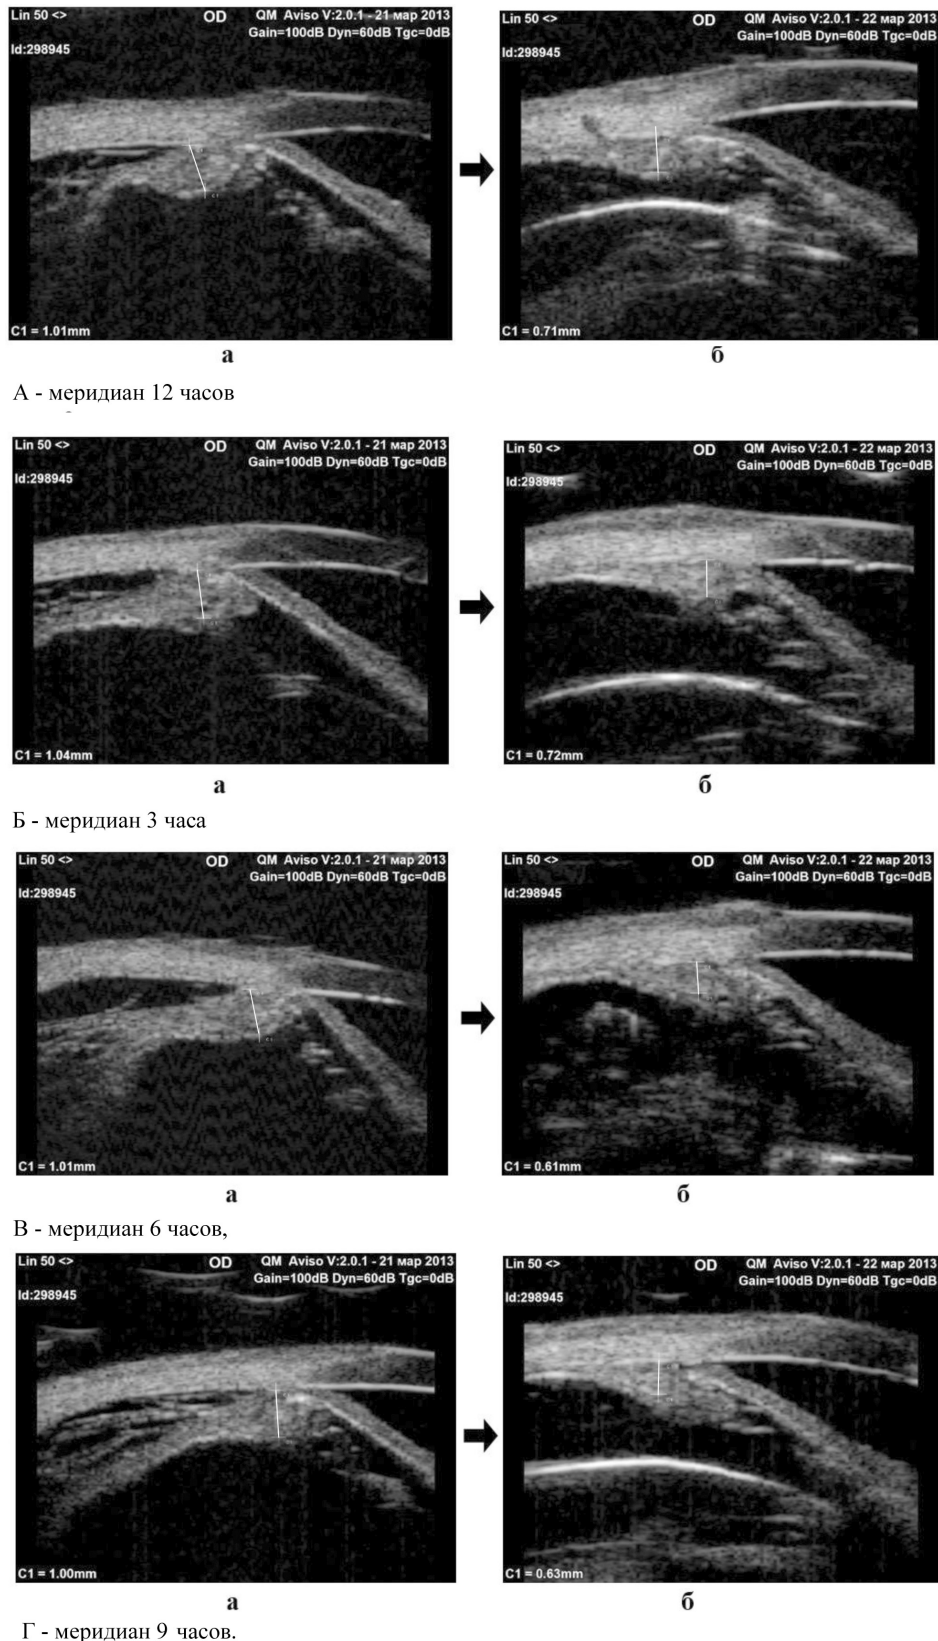 Lin 50 <> OD QM Aviso V:2.0.1 - 21 мар 2013
Gain=100dB Dyn=60dB Tgc=0dB
Id:298945
C1 = 1.01mm
а
Lin 50 <> OD QM Aviso V:2.0.1 - 22 мар 2013
Gain=100dB Dyn=60dB Tgc=0dB
Id:298945
C1 = 0.71mm
б
А - меридиан 12 часов
Lin 50 <> OD QM Aviso V:2.0.1 - 21 мар 2013
Gain=100dB Dyn=60dB Tgc=0dB
Id:298945
C1 = 1.04mm
а
Lin 50 <> OD QM Aviso V:2.0.1 - 22 мар 2013
Gain=100dB Dyn=60dB Tgc=0dB
Id:298945
C1 = 0.72mm
б
Б - меридиан 3 часа
Lin 50 <> OD QM Aviso V:2.0.1 - 21 мар 2013
Gain=100dB Dyn=60dB Tgc=0dB
Id:298945
C1 = 1.01mm
а
Lin 50 <> OD QM Aviso V:2.0.1 - 22 мар 2013
Gain=100dB Dyn=60dB Tgc=0dB
Id:298945
C1 = 0.61mm
б
В - меридиан 6 часов,
Lin 50 <> OD QM Aviso V:2.0.1 - 21 мар 2013
Gain=100dB Dyn=60dB Tgc=0dB
Id:298945
C1 = 1.00mm
а
Lin 50 <> OD QM Aviso V:2.0.1 - 22 мар 2013
Gain=100dB Dyn=60dB Tgc=0dB
Id:298945
C1 = 0.63mm
б
Г - меридиан 9 часов.